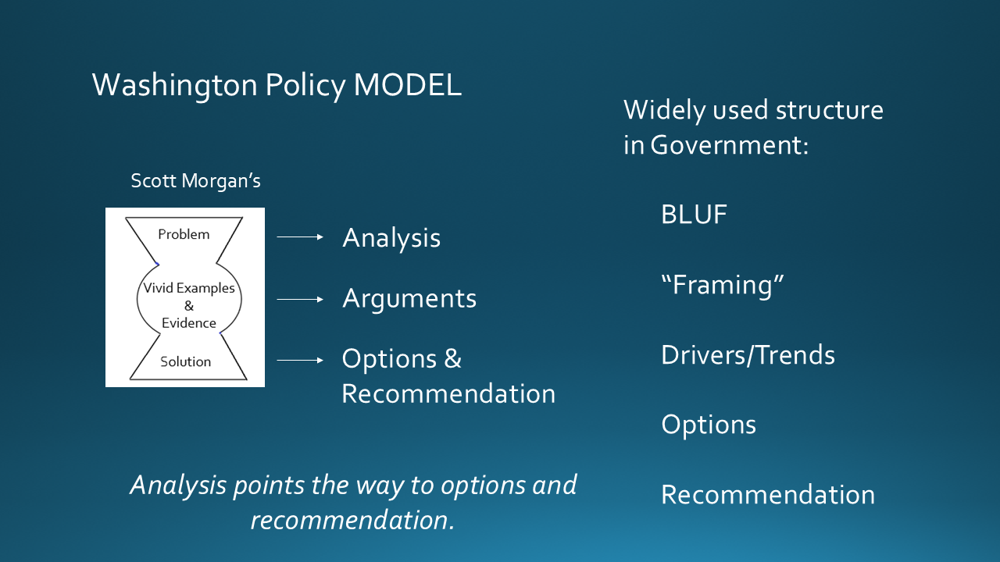 Washington Policy MODEL
Scott Morgan’s
Problem
Vivid Examples
&
Evidence
Solution
Analysis
Arguments
Options &
Recommendation
Analysis points the way to options and
recommendation.
Widely used structure
in Government:
BLUF
“Framing”
Drivers/Trends
Options
Recommendation